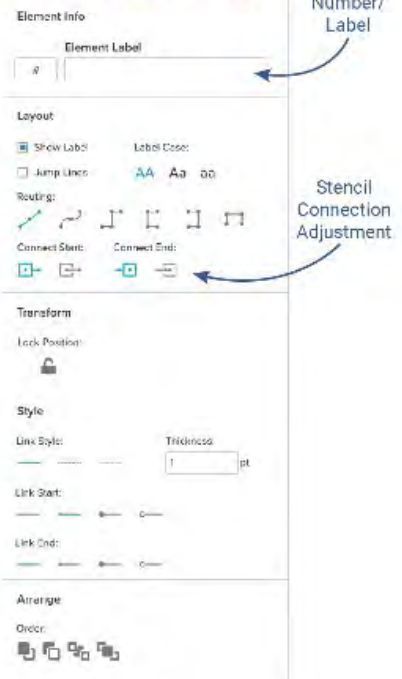 Number/
Label
Element Info
Element Label
#
Layout
Show Label Label Case:
Jump Lines AA Aa aa
Routing:
Stencil
Connection
Adjustment
Connect Start: Connect End:
Transform
Lock Position:
Style
Link Style: Thickness
1 pt
Link Start:
Link End:
Arrange
Order: